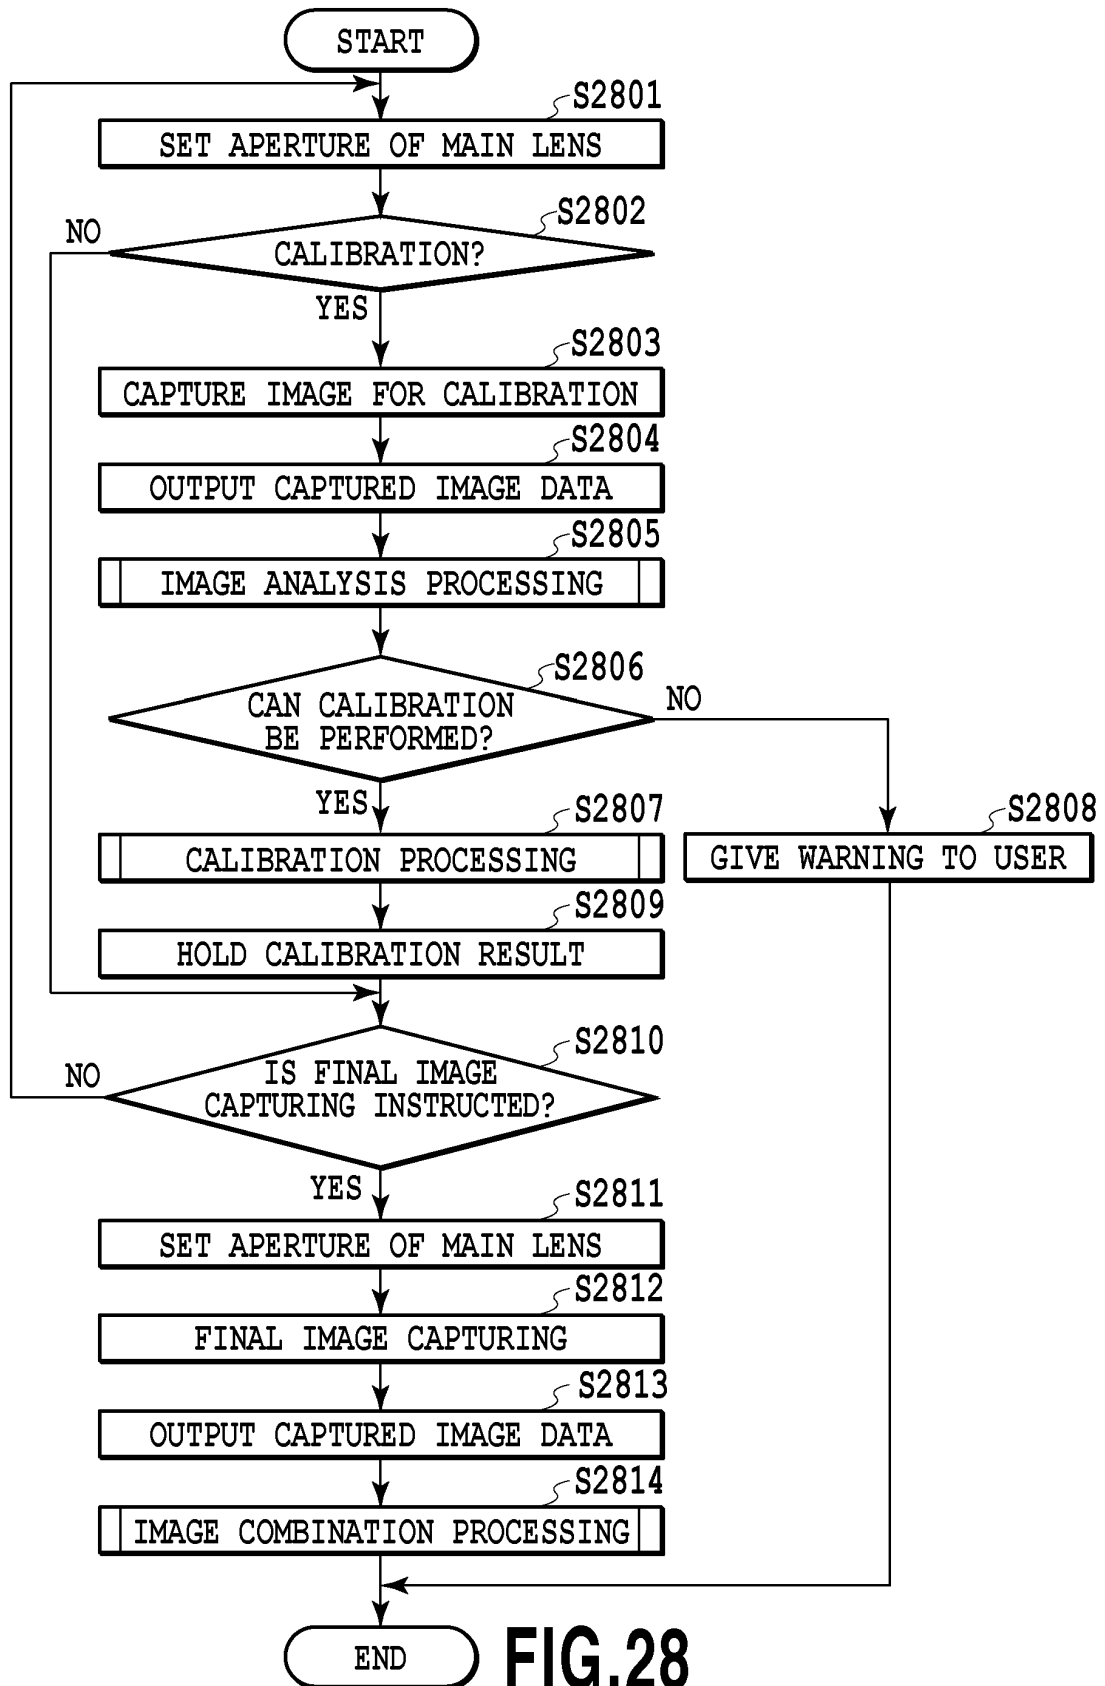 START
S2801
SET APERTURE OF MAIN LENS
S2802
NO
CALIBRATION?
YES
S2803
CAPTURE IMAGE FOR CALIBRATION
S2804
OUTPUT CAPTURED IMAGE DATA
S2805
IMAGE ANALYSIS PROCESSING
S2806
CAN CALIBRATION
BE PERFORMED?
NO
YES
S2807
CALIBRATION PROCESSING
S2808
GIVE WARNING TO USER
S2809
HOLD CALIBRATION RESULT
S2810
NO
IS FINAL IMAGE
CAPTURING INSTRUCTED?
YES
S2811
SET APERTURE OF MAIN LENS
S2812
FINAL IMAGE CAPTURING
S2813
OUTPUT CAPTURED IMAGE DATA
S2814
IMAGE COMBINATION PROCESSING
END
FIG.28